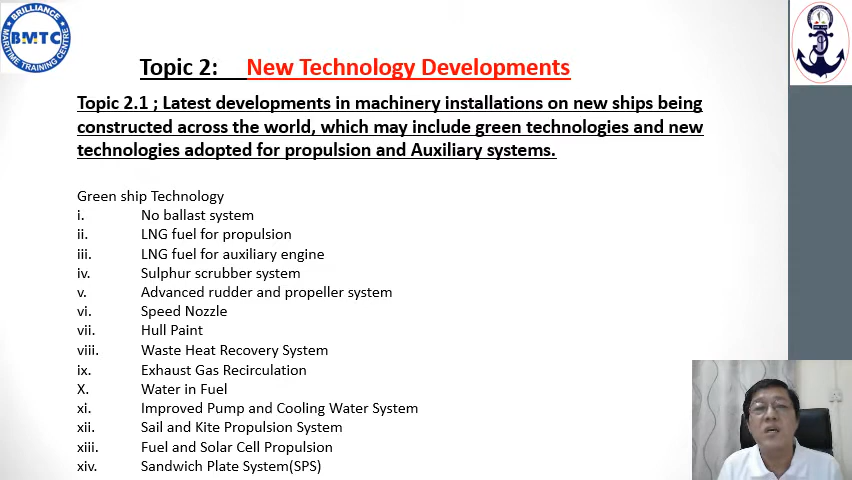 BRILLIANCE
BMTC
MARITIME TRAINING CENTRE
Topic 2: New Technology Developments
Topic 2.1 ; Latest developments in machinery installations on new ships being
constructed across the world, which may include green technologies and new
technologies adopted for propulsion and Auxiliary systems.
Green ship Technology
i. No ballast system
ii. LNG fuel for propulsion
iii. LNG fuel for auxiliary engine
iv. Sulphur scrubber system
v. Advanced rudder and propeller system
vi. Speed Nozzle
vii. Hull Paint
viii. Waste Heat Recovery System
ix. Exhaust Gas Recirculation
X. Water in Fuel
xi. Improved Pump and Cooling Water System
xii. Sail and Kite Propulsion System
xiii. Fuel and Solar Cell Propulsion
xiv. Sandwich Plate System(SPS)